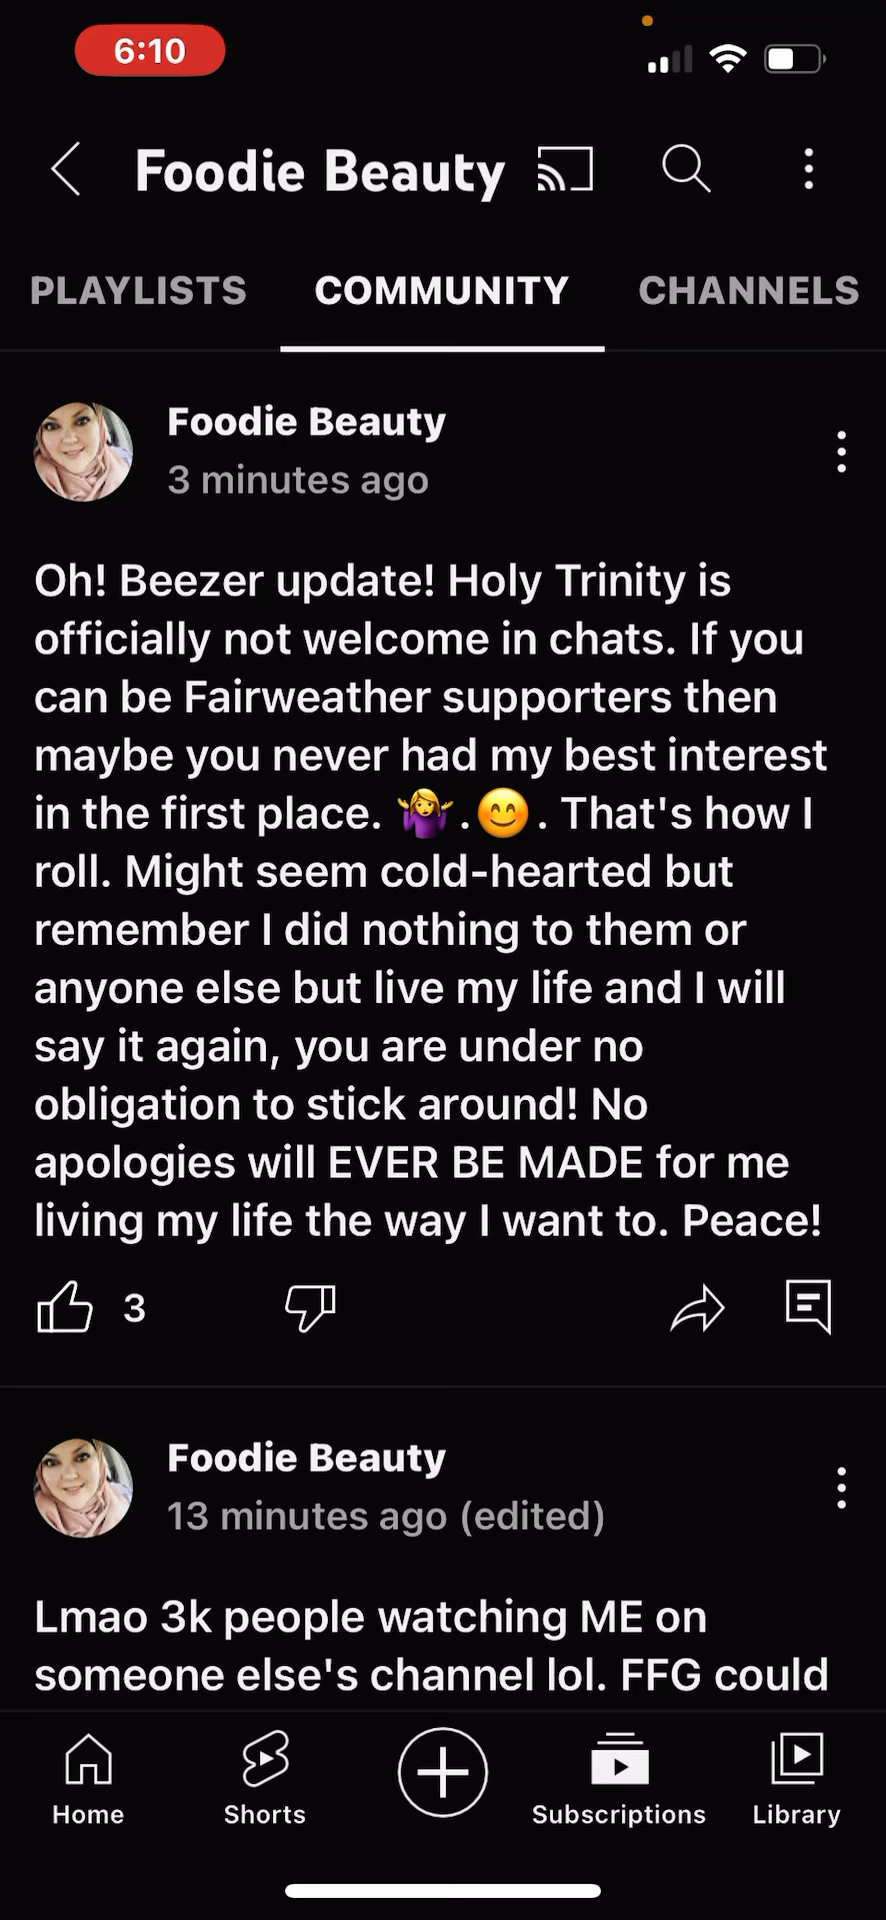 6:10
Foodie Beauty
PLAYLISTS COMMUNITY CHANNELS
Foodie Beauty
3 minutes ago
Oh! Beezer update! Holy Trinity is
officially not welcome in chats. If you
can be Fairweather supporters then
maybe you never had my best interest
in the first place. 🤷‍♀️.😊. That's how I
roll. Might seem cold-hearted but
remember I did nothing to them or
anyone else but live my life and I will
say it again, you are under no
obligation to stick around! No
apologies will EVER BE MADE for me
living my life the way I want to. Peace!
3
Foodie Beauty
13 minutes ago (edited)
Lmao 3k people watching ME on
someone else's channel lol. FFG could
Home Shorts Subscriptions Library